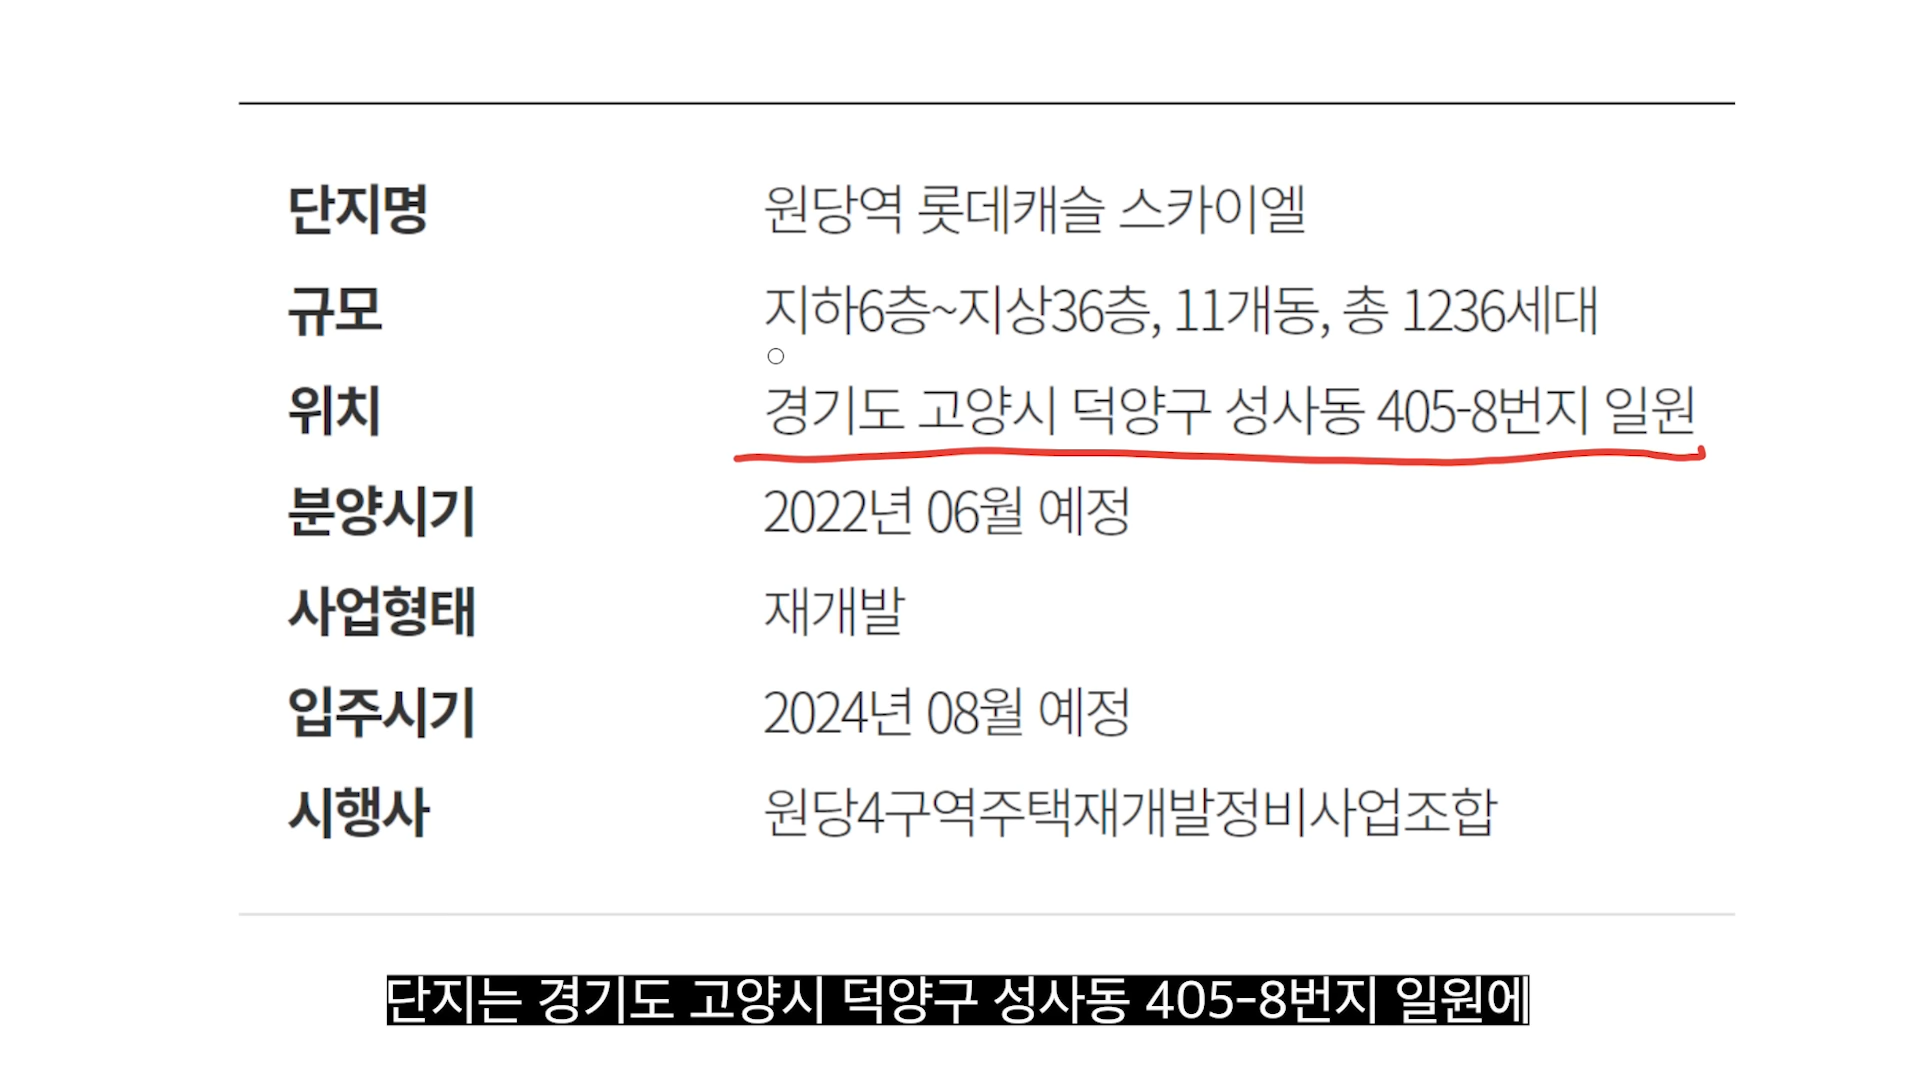 단지명 원당역 롯데캐슬 스카이엘
규모 지하6층~지상36층, 11개동, 총 1236세대
위치 경기도 고양시 덕양구 성사동 405-8번지 일원
분양시기 2022년 06월 예정
사업형태 재개발
입주시기 2024년 08월 예정
시행사 원당4구역주택재개발정비사업조합
단지는 경기도 고양시 덕양구 성사동 405-8번지 일원에